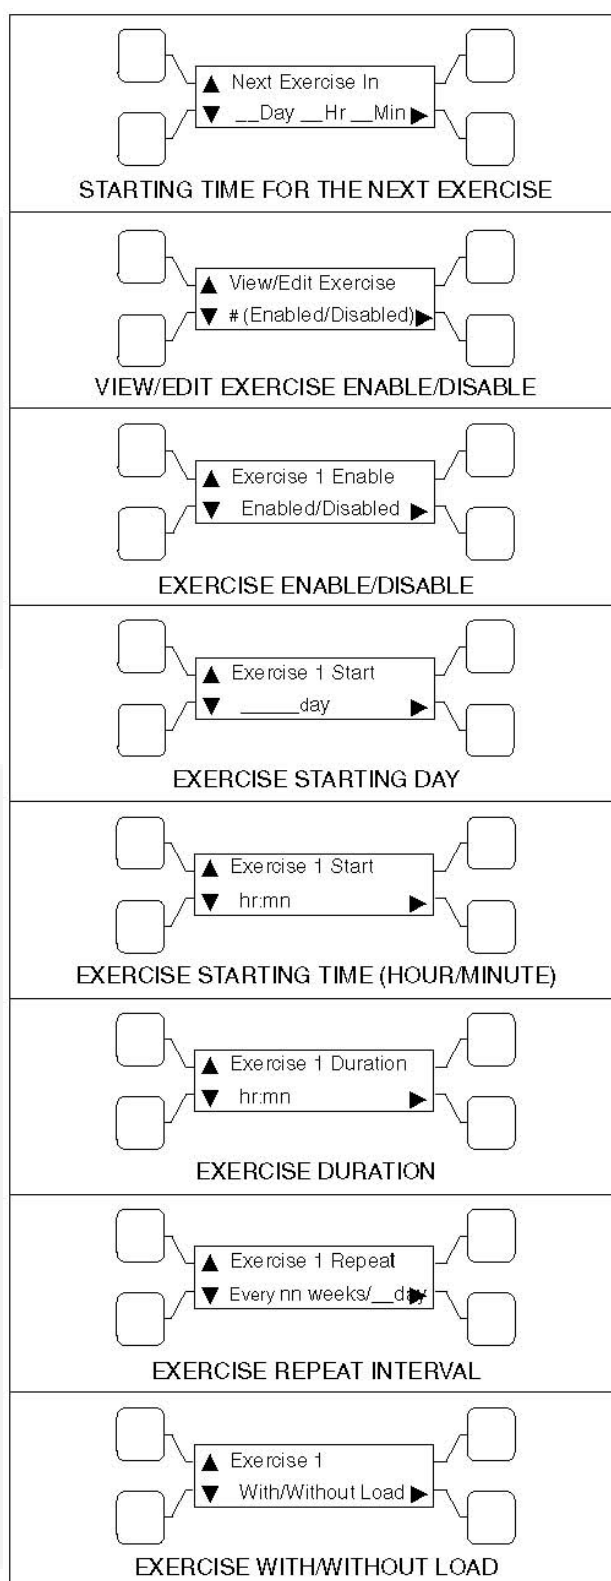 ▲ Next Exercise In
▼ __Day __Hr __Min ▶
STARTING TIME FOR THE NEXT EXERCISE
▲ View/Edit Exercise
▼ # (Enabled/Disabled) ▶
VIEW/EDIT EXERCISE ENABLE/DISABLE
▲ Exercise 1 Enable
▼ Enabled/Disabled ▶
EXERCISE ENABLE/DISABLE
▲ Exercise 1 Start
▼ ______day ▶
EXERCISE STARTING DAY
▲ Exercise 1 Start
▼ hr:mn ▶
EXERCISE STARTING TIME (HOUR/MINUTE)
▲ Exercise 1 Duration
▼ hr:mn ▶
EXERCISE DURATION
▲ Exercise 1 Repeat
▼ Every nn weeks/__day ▶
EXERCISE REPEAT INTERVAL
▲ Exercise 1
▼ With/Without Load ▶
EXERCISE WITH/WITHOUT LOAD